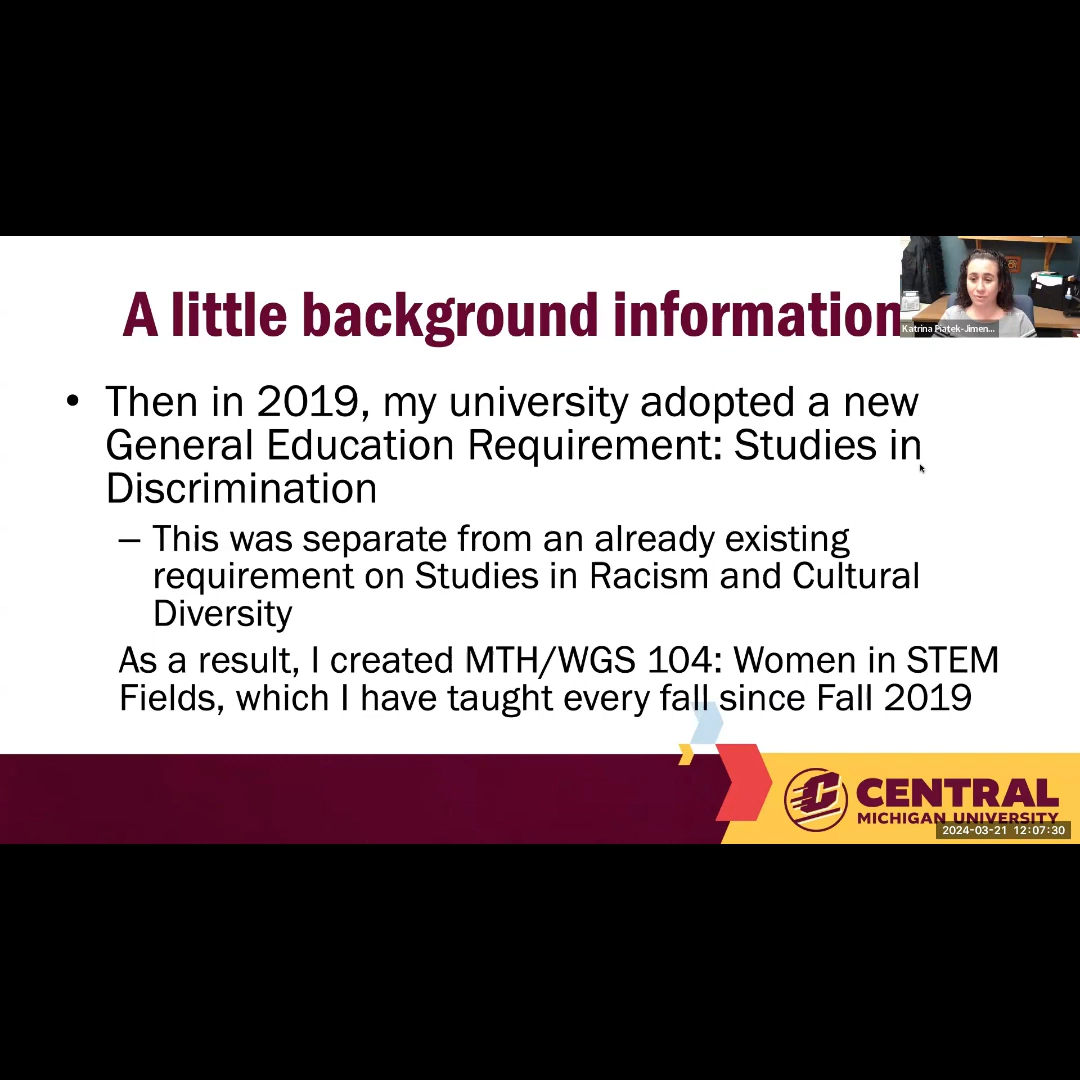 A little background information
Katrina Piatek-Jimen...
• Then in 2019, my university adopted a new
General Education Requirement: Studies in
Discrimination
– This was separate from an already existing
requirement on Studies in Racism and Cultural
Diversity
As a result, I created MTH/WGS 104: Women in STEM
Fields, which I have taught every fall since Fall 2019
C
CENTRAL
MICHIGAN UNIVERSITY
2024-03-21 12:07:30